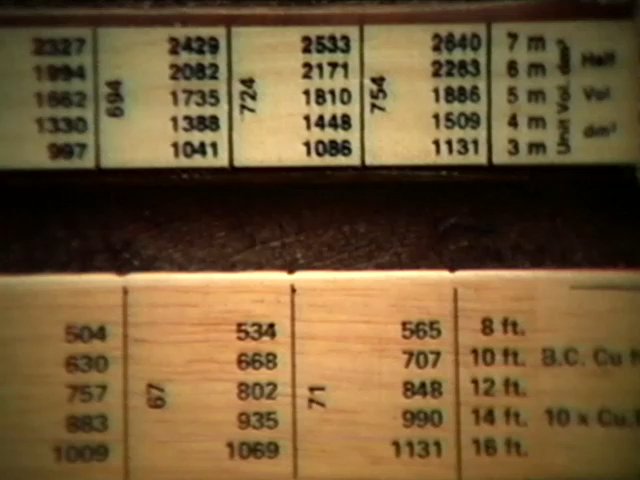 2327 2429 2533 2640 7 m
1994 2082 2171 2263 6 m Half
1662 694 1735 724 1810 754 1886 5 m Unit Vol. dm³ Vol
1330 1388 1448 1509 4 m dm³
997 1041 1086 1131 3 m
504 534 565 8 ft.
630 668 707 10 ft. B.C. Cu
757 67 802 71 848 12 ft.
883 935 990 14 ft. 10 x Cu.
1009 1069 1131 16 ft.